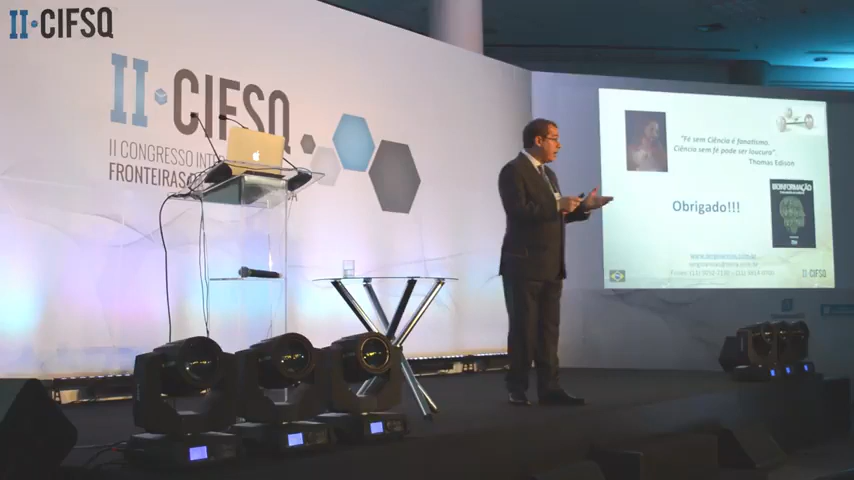 II CIFSQ
II CIFSQ
II CONGRESSO INT
FRONTEIRAS
"Fé sem Ciência é fanatismo.
Ciência sem fé pode ser loucura".
Thomas Edison
BIOINFORMAÇÃO
Obrigado!!!
II CIFSQ